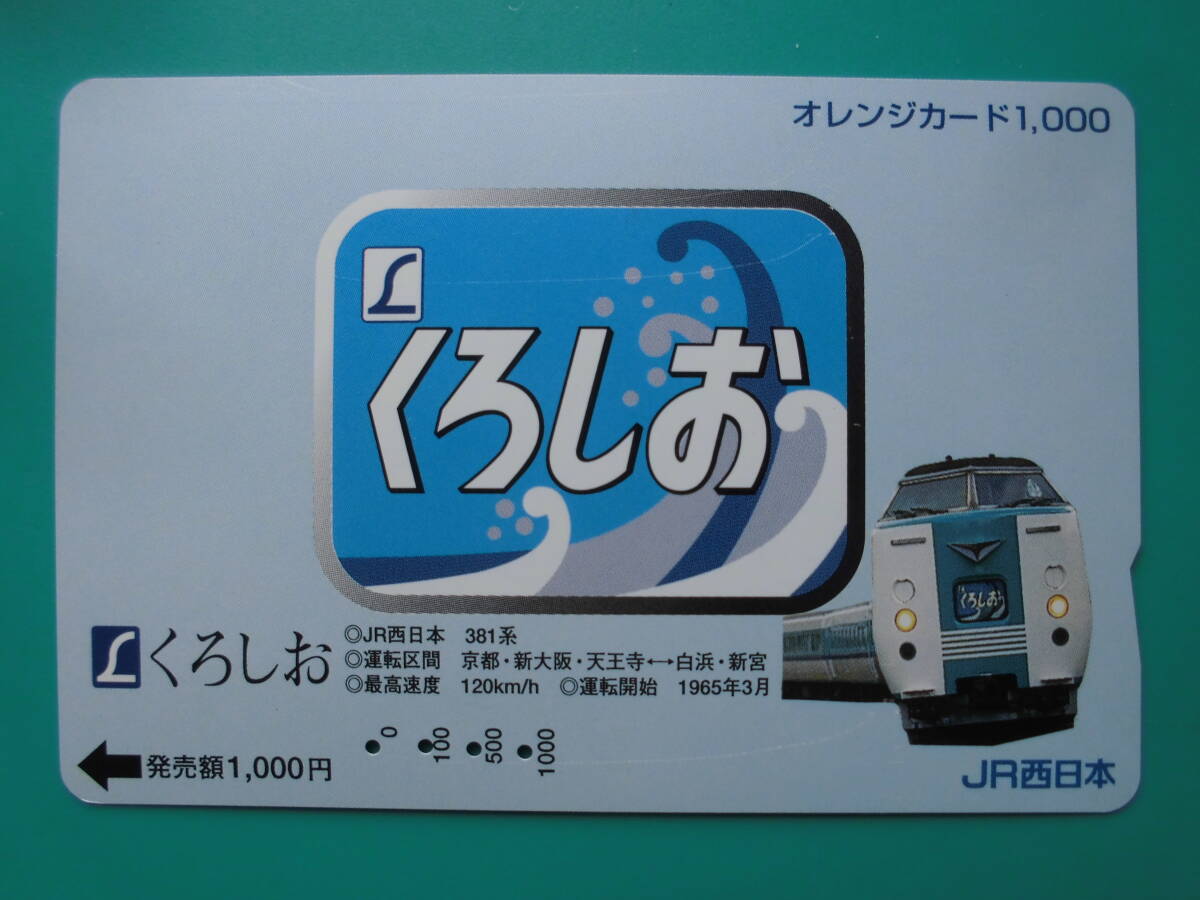 オレンジカード1,000
くろしお
くろしお
くろしお
◎JR西日本 381系
◎運転区間 京都・新大阪・天王寺←→白浜・新宮
◎最高速度 120km/h ◎運転開始 1965年3月
0 100 500 1000
発売額1,000円
JR西日本